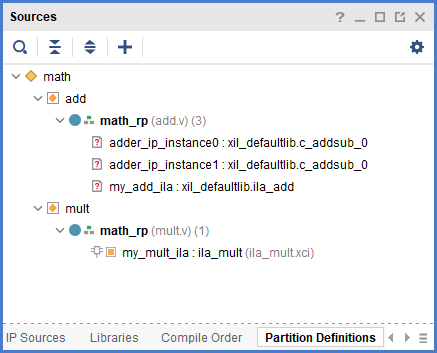 Sources
math
add
math_rp (add.v) (3)
adder_ip_instance0 : xil_defaultlib.c_addsub_0
adder_ip_instance1 : xil_defaultlib.c_addsub_0
my_add_ila : xil_defaultlib.ila_add
mult
math_rp (mult.v) (1)
my_mult_ila : ila_mult (ila_mult.xci)
IP Sources Libraries Compile Order Partition Definitions